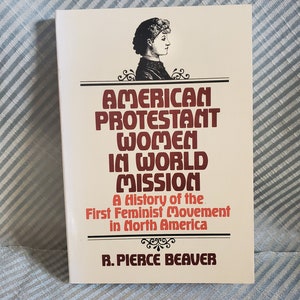 AMERICAN
PROTESTANT
WOMEN
IN WORLD
MISSION
A History of the
First Feminist Movement
in North America
R. PIERCE BEAVER